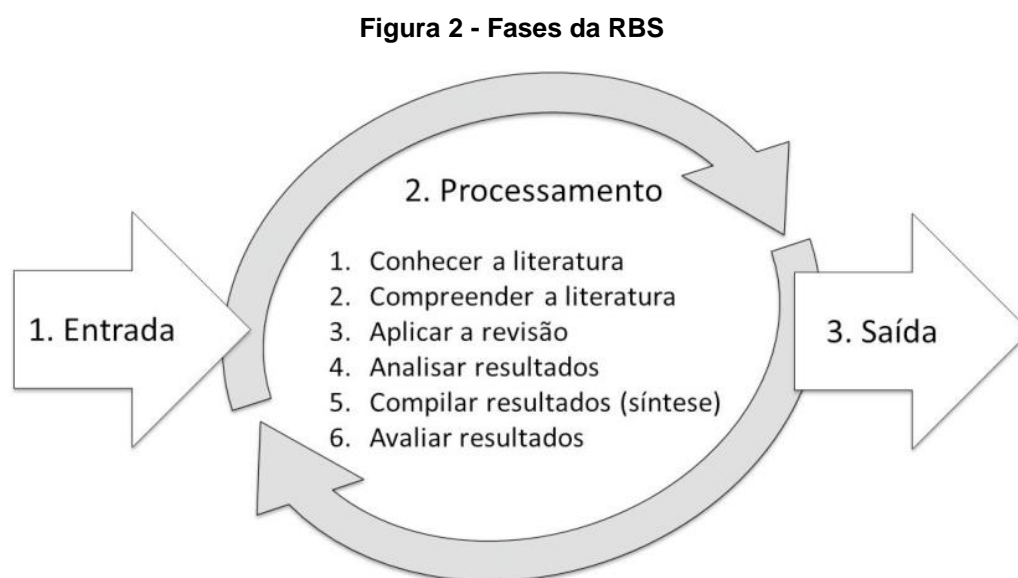 Figura 2 - Fases da RBS
2. Processamento
1. Conhecer a literatura
2. Compreender a literatura
3. Aplicar a revisão
4. Analisar resultados
5. Compilar resultados (síntese)
6. Avaliar resultados
1. Entrada
3. Saída